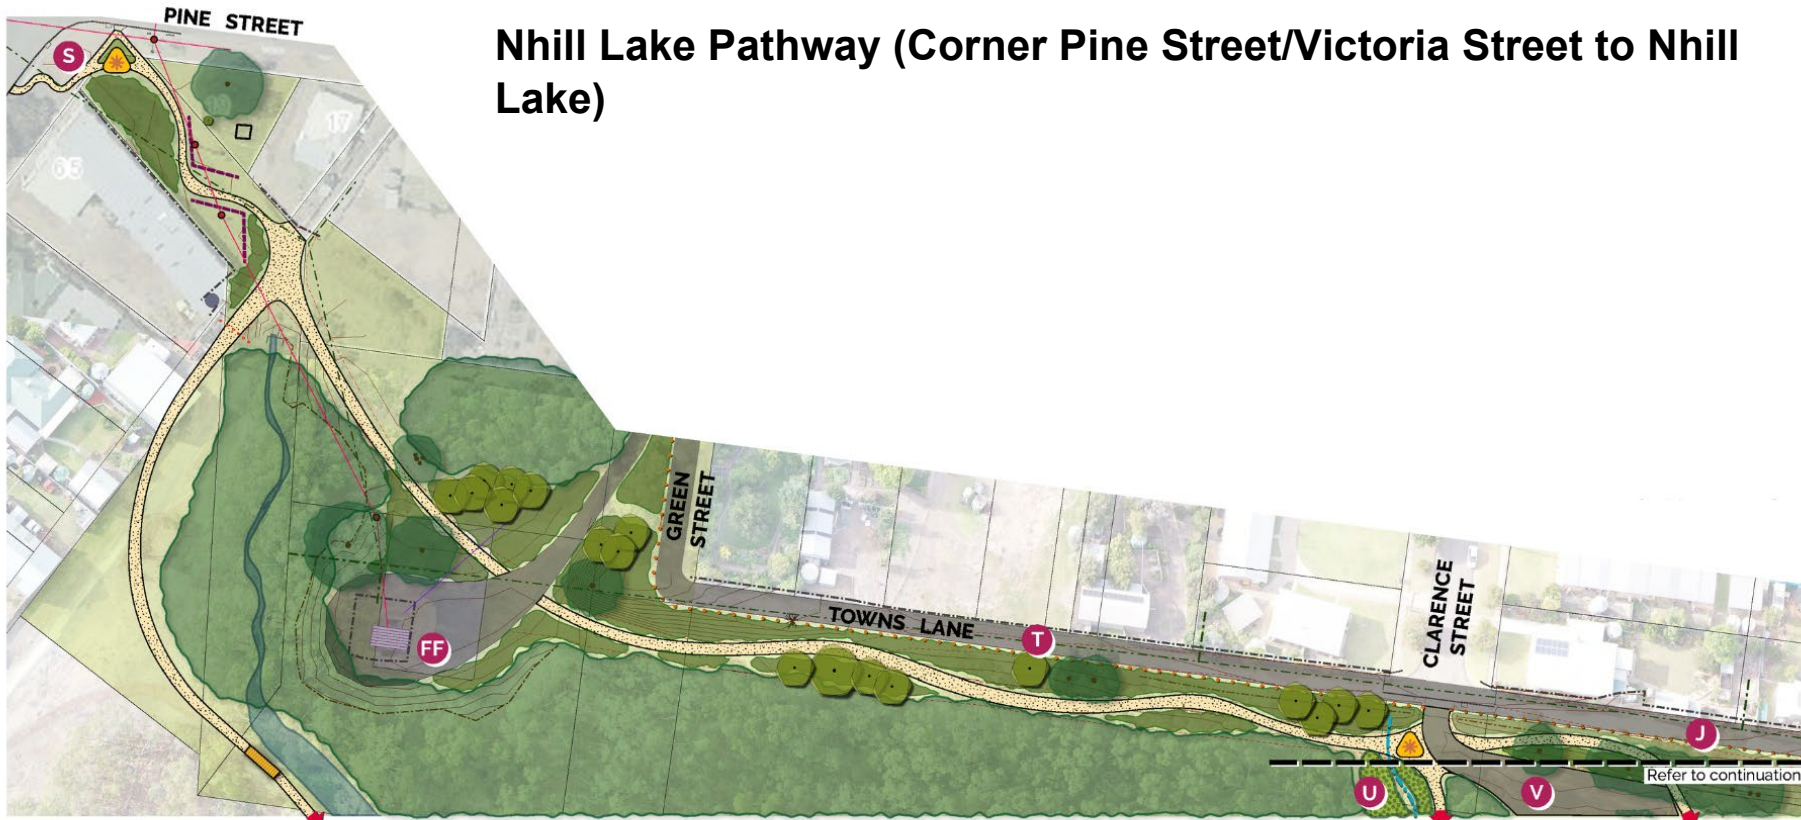 PINE STREET
Nhill Lake Pathway (Corner Pine Street/Victoria Street to Nhill
Lake)
S
17
65
GREEN
STREET
TOWNS LANE
T
FF
CLARENCE
STREET
J
Refer to continuation
U
V